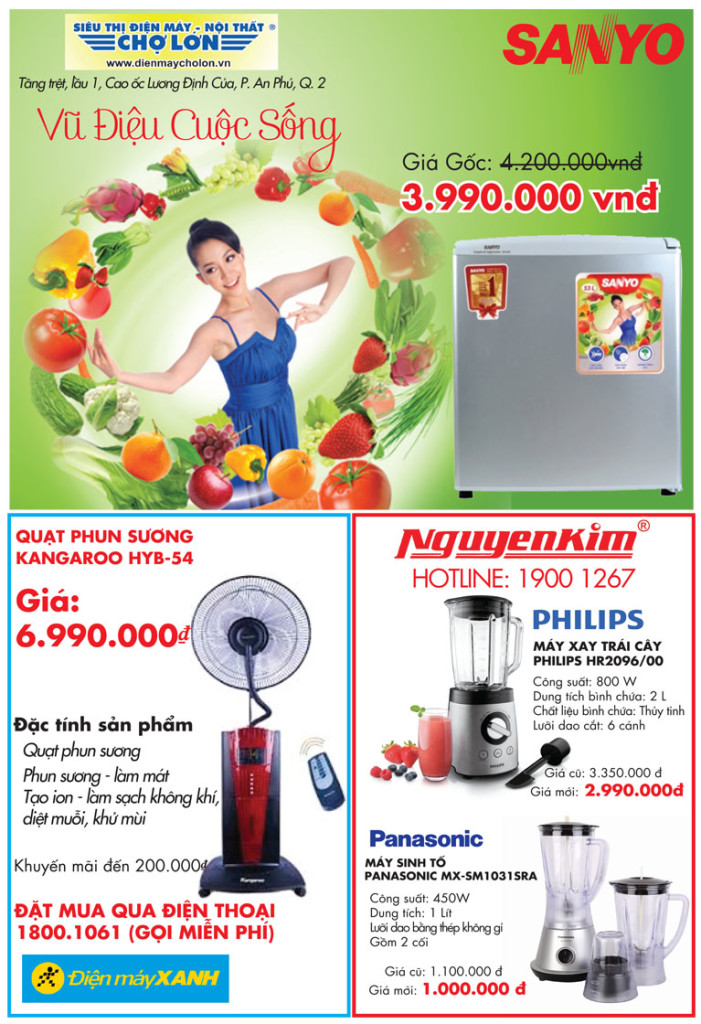 SIÊU THỊ ĐIỆN MÁY - NỘI THẤT ®
CHỢ LỚN
www.dienmaycholon.vn
Tầng trệt, lầu 1, Cao ốc Lương Định Của, P. An Phú, Q. 2
SANYO
Vũ Điệu Cuộc Sống
Giá Gốc: 4.200.000vnđ
3.990.000 vnđ
SANYO
SANYO
1
SANYO
QUẠT PHUN SƯƠNG
KANGAROO HYB-54
Giá:
6.990.000đ
Đặc tính sản phẩm
Quạt phun sương
Phun sương - làm mát
Tạo ion - làm sạch không khí,
diệt muỗi, khử mùi
Khuyến mãi đến 200.000đ
Kangaroo
ĐẶT MUA QUA ĐIỆN THOẠI
1800.1061 (GỌI MIỄN PHÍ)
Điện máyXANH
NguyenKim®
HOTLINE: 1900 1267
PHILIPS
MÁY XAY TRÁI CÂY
PHILIPS HR2096/00
Công suất: 800 W
Dung tích bình chứa: 2 L
Chất liệu bình chứa: Thủy tinh
Lưỡi dao cắt: 6 cánh
Giá cũ: 3.350.000 đ
Giá mới: 2.990.000đ
Panasonic
MÁY SINH TỐ
PANASONIC MX-SM1031SRA
Công suất: 450W
Dung tích: 1 Lít
Lưỡi dao bằng thép không gỉ
Gồm 2 cối
Giá cũ: 1.100.000 đ
Giá mới: 1.000.000 đ